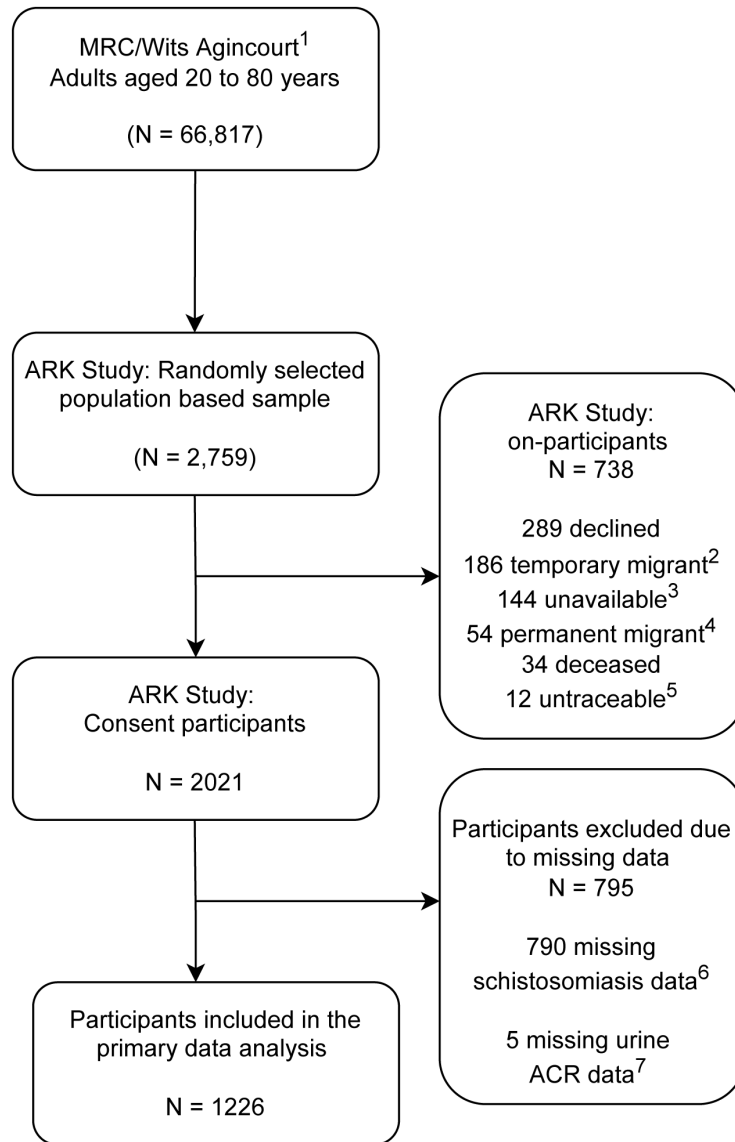 MRC/Wits Agincourt¹
Adults aged 20 to 80 years
(N = 66,817)
ARK Study: Randomly selected
population based sample
(N = 2,759)
ARK Study:
on-participants
N = 738
289 declined
186 temporary migrant²
144 unavailable³
54 permanent migrant⁴
34 deceased
12 untraceable⁵
ARK Study:
Consent participants
N = 2021
Participants excluded due
to missing data
N = 795
790 missing
schistosomiasis data⁶
5 missing urine
ACR data⁷
Participants included in the
primary data analysis
N = 1226